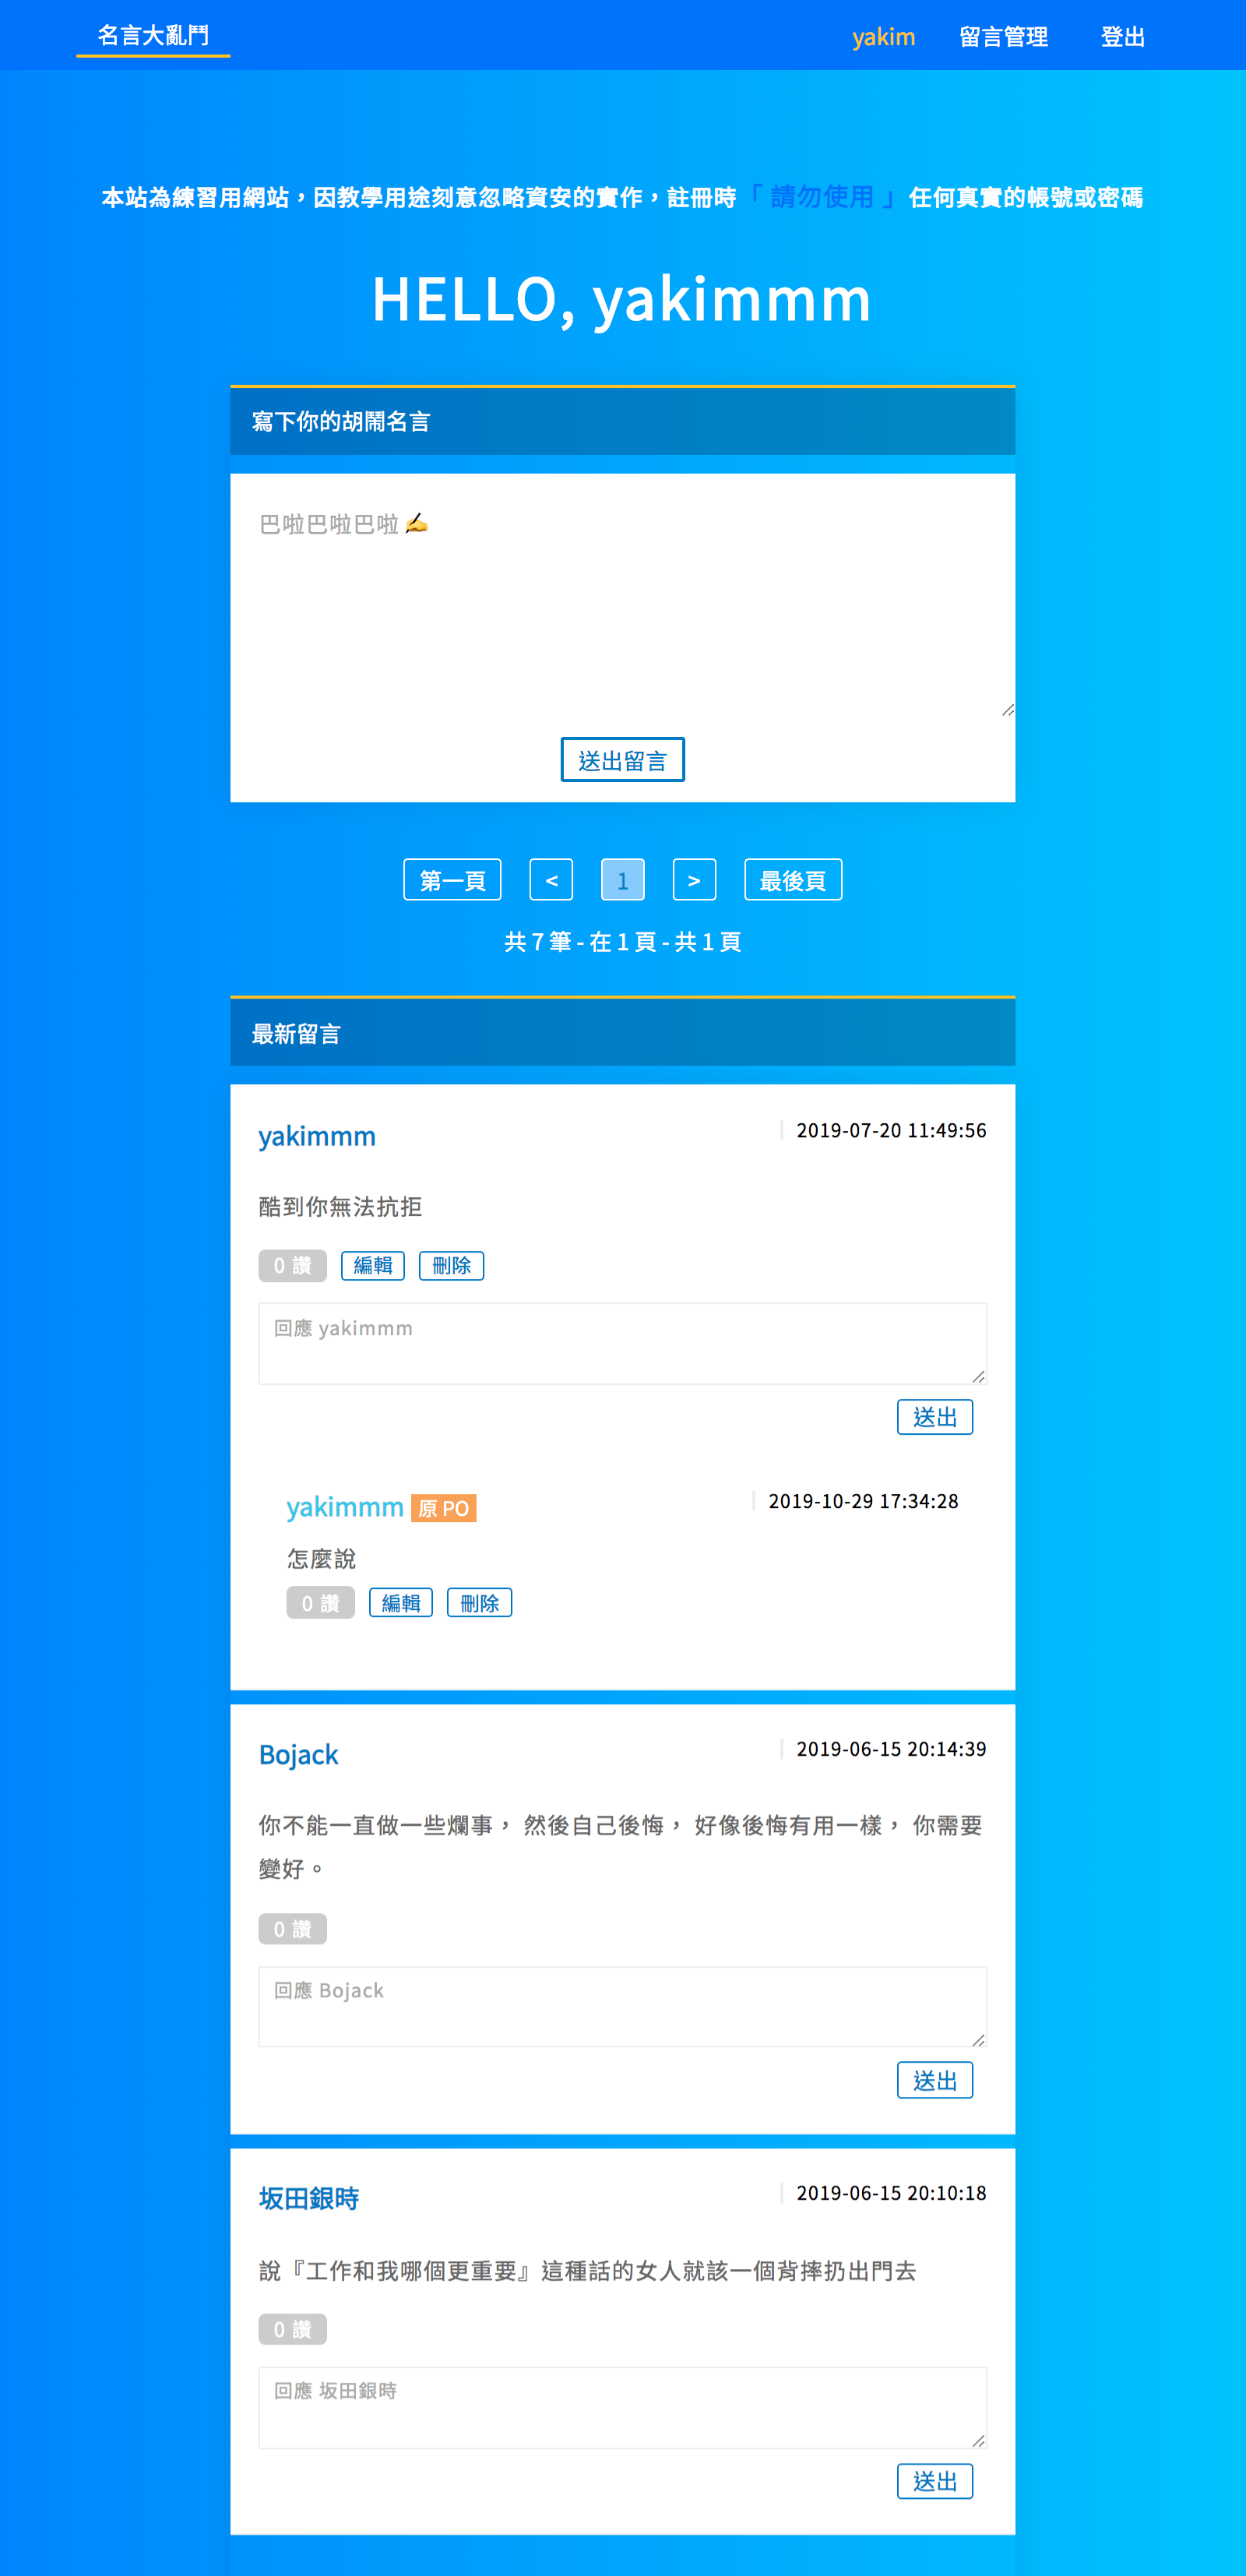 名言大亂鬥
yakim 留言管理 登出
本站為練習用網站，因教學用途刻意忽略資安的實作，註冊時「 請勿使用 」任何真實的帳號或密碼
HELLO, yakimmm
寫下你的胡鬧名言
巴啦巴啦巴啦 ✍
送出留言
第一頁 < 1 > 最後頁
共 7 筆 - 在 1 頁 - 共 1 頁
最新留言
yakimmm 2019-07-20 11:49:56
酷到你無法抗拒
0 讚 編輯 刪除
回應 yakimmm
送出
yakimmm 原 PO 2019-10-29 17:34:28
怎麼說
0 讚 編輯 刪除
Bojack 2019-06-15 20:14:39
你不能一直做一些爛事， 然後自己後悔， 好像後悔有用一樣， 你需要
變好。
0 讚
回應 Bojack
送出
坂田銀時 2019-06-15 20:10:18
說『工作和我哪個更重要』這種話的女人就該一個背摔扔出門去
0 讚
回應 坂田銀時
送出